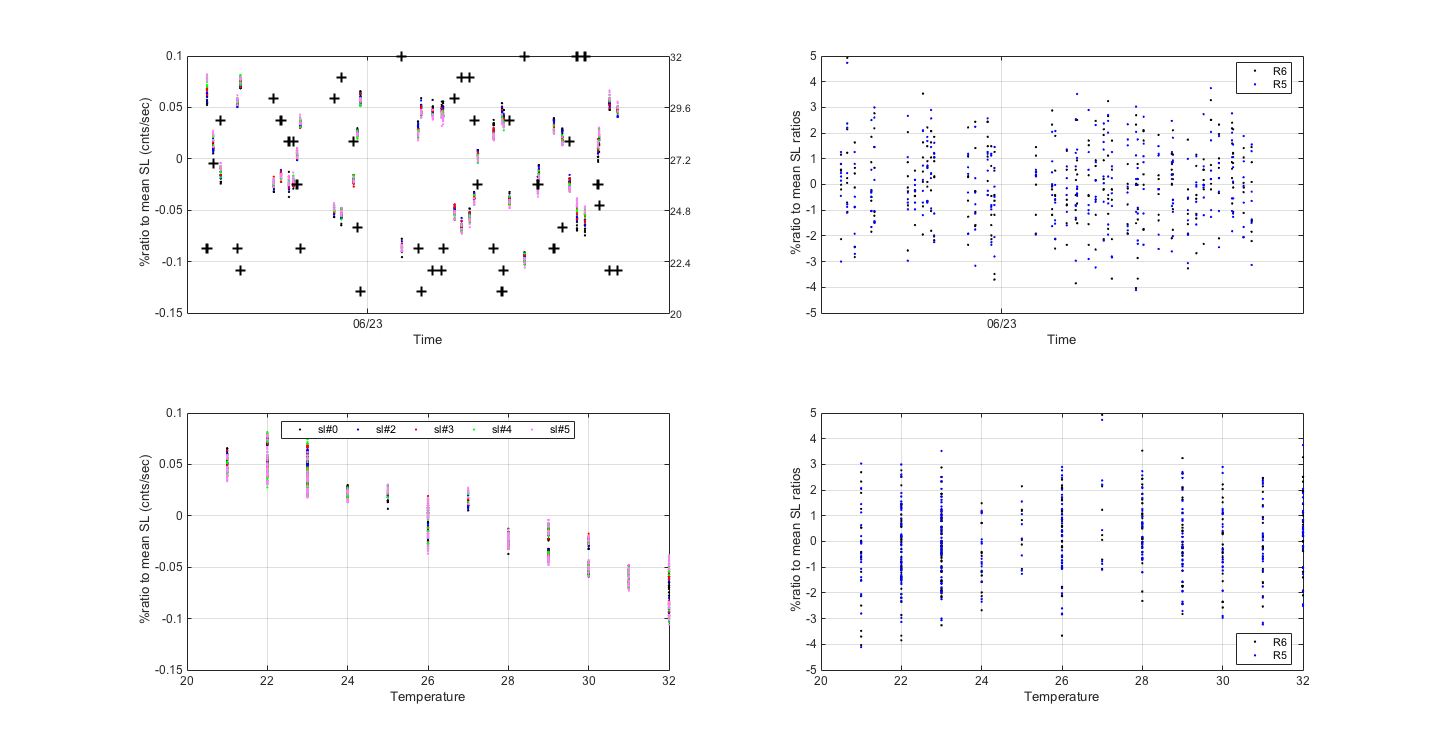 %ratio to mean SL (cnts/sec)
0.1
0.05
0
-0.05
-0.1
-0.15
32
29.6
27.2
24.8
22.4
20
06/23
Time
%ratio to mean SL ratios
5
4
3
2
1
0
-1
-2
-3
-4
-5
R6
R5
06/23
Time
%ratio to mean SL (cnts/sec)
0.1
0.05
0
-0.05
-0.1
-0.15
sl#0 sl#2 sl#3 sl#4 sl#5
20 22 24 26 28 30 32
Temperature
%ratio to mean SL ratios
5
4
3
2
1
0
-1
-2
-3
-4
-5
R6
R5
20 22 24 26 28 30 32
Temperature